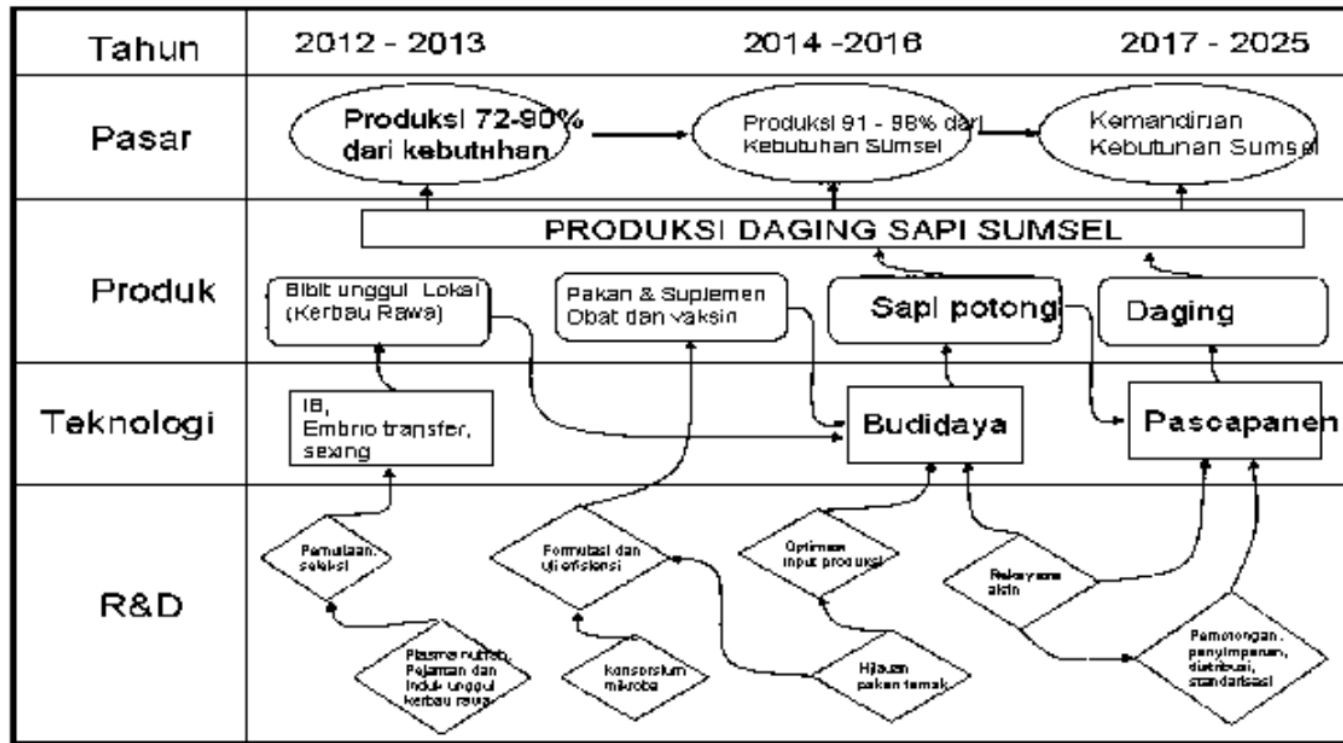 Tahun
2012 - 2013
2014 -2016
2017 - 2025
Pasar
Produksi 72-90%
dari kebutuhan
Produksi 91 - 98% dari
Kebutuhan Sumsel
Kemandirian
Kebutunan Sumsel
Produk
PRODUKSI DAGING SAPI SUMSEL
Bibit unggul Lokal
(Kerbau Rawa)
Pakan & Suplemen
Obat dan vaksin
Sapi potong
Daging
Teknologi
IB,
Embrio transfer,
sexing
Budidaya
Pascapanen
R&D
Pemuliaan,
seleksi
Formulasi dan
uji efisiensi
Optimasi
input produksi
Rekayasa
alsin
Plasma nutfah,
Pejantan dan
Induk unggul
kerbau rawa
konsorsium
mikroba
Hijauan
pakan ternak
Pemotongan,
penyimpanan,
distribusi,
standarisasi